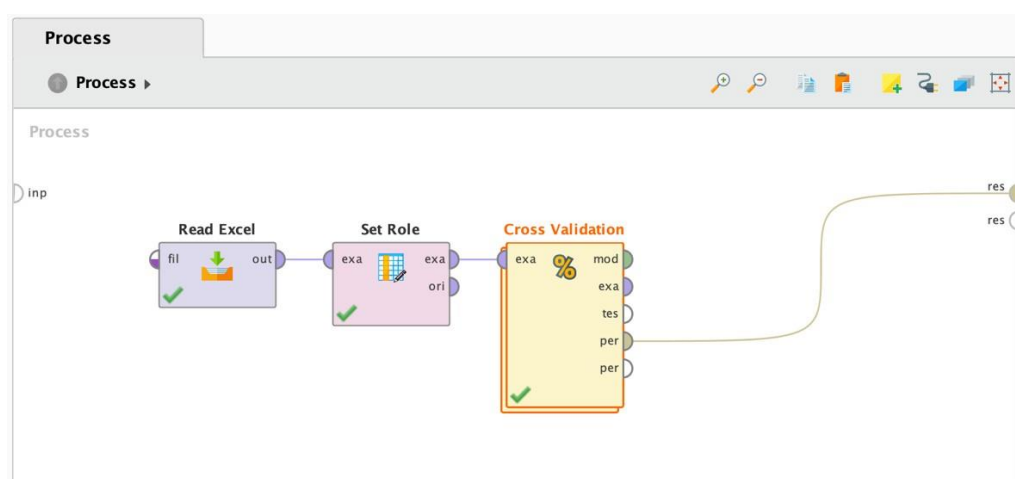 Process
Process
Process
inp
res
res
Read Excel
fil
out
Set Role
exa
exa
ori
Cross Validation
exa
%
mod
exa
tes
per
per